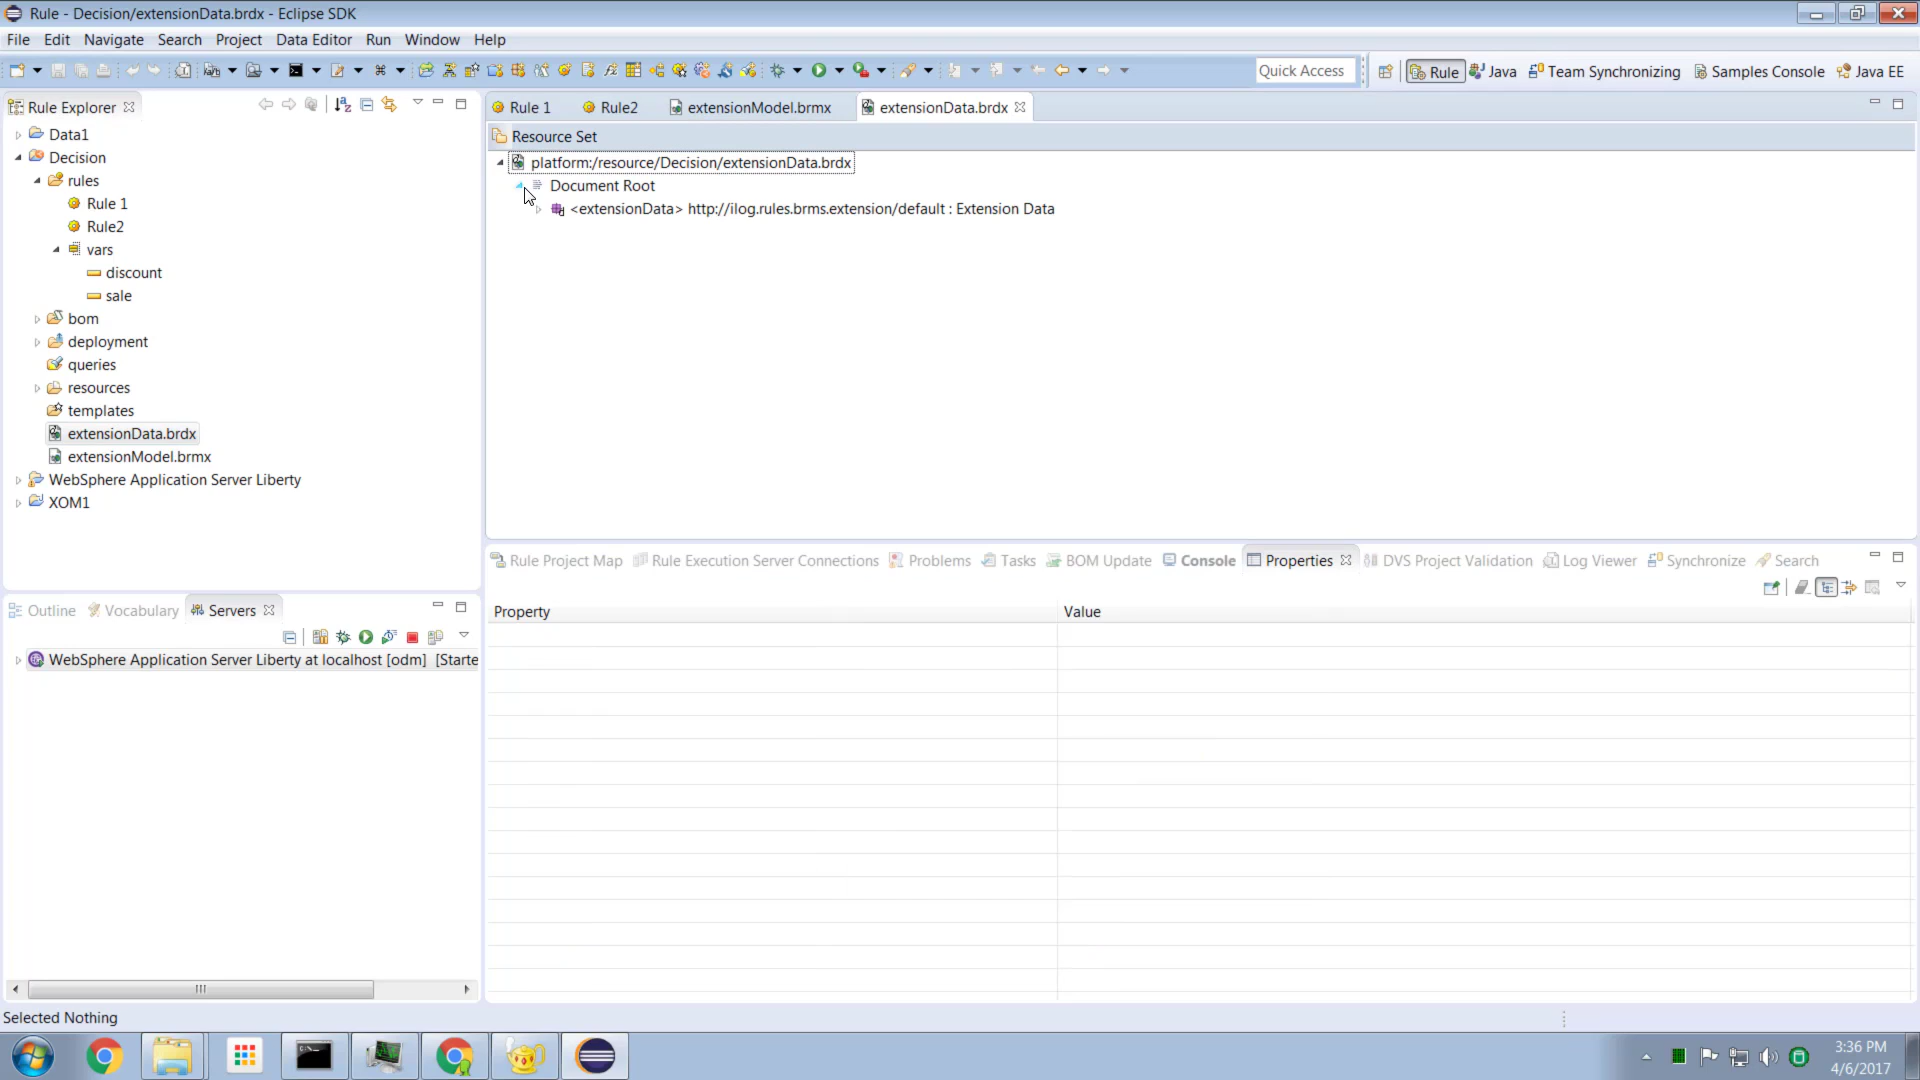 Rule - Decision/extensionData.brdx - Eclipse SDK
File Edit Navigate Search Project Data Editor Run Window Help
Quick Access Rule Java Team Synchronizing Samples Console Java EE
Rule Explorer
Data1
Decision
rules
Rule 1
Rule2
vars
discount
sale
bom
deployment
queries
resources
templates
extensionData.brdx
extensionModel.brmx
WebSphere Application Server Liberty
XOM1
Rule 1 Rule2 extensionModel.brmx extensionData.brdx
Resource Set
platform:/resource/Decision/extensionData.brdx
Document Root
<extensionData> http://ilog.rules.brms.extension/default : Extension Data
Outline Vocabulary Servers
WebSphere Application Server Liberty at localhost [odm] [Starte
Rule Project Map Rule Execution Server Connections Problems Tasks BOM Update Console Properties DVS Project Validation Log Viewer Synchronize Search
Property Value
Selected Nothing
3:36 PM
4/6/2017